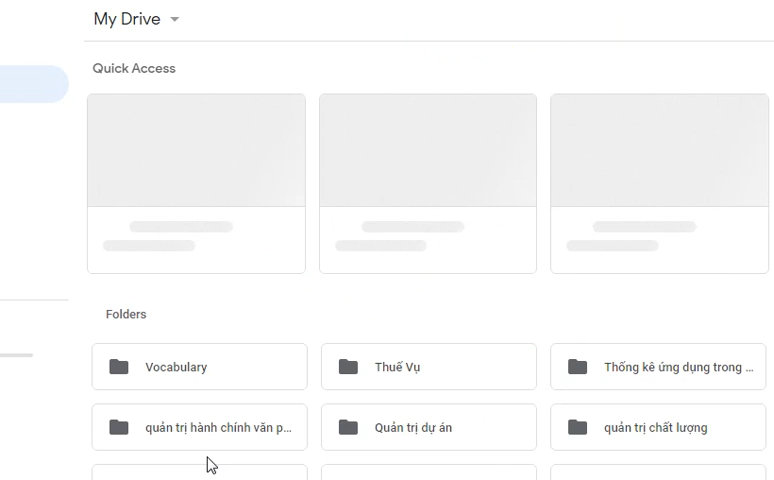 My Drive
Quick Access
Folders
Vocabulary
Thuế Vụ
Thống kê ứng dụng trong ...
quản trị hành chính văn p...
Quản trị dự án
quản trị chất lượng